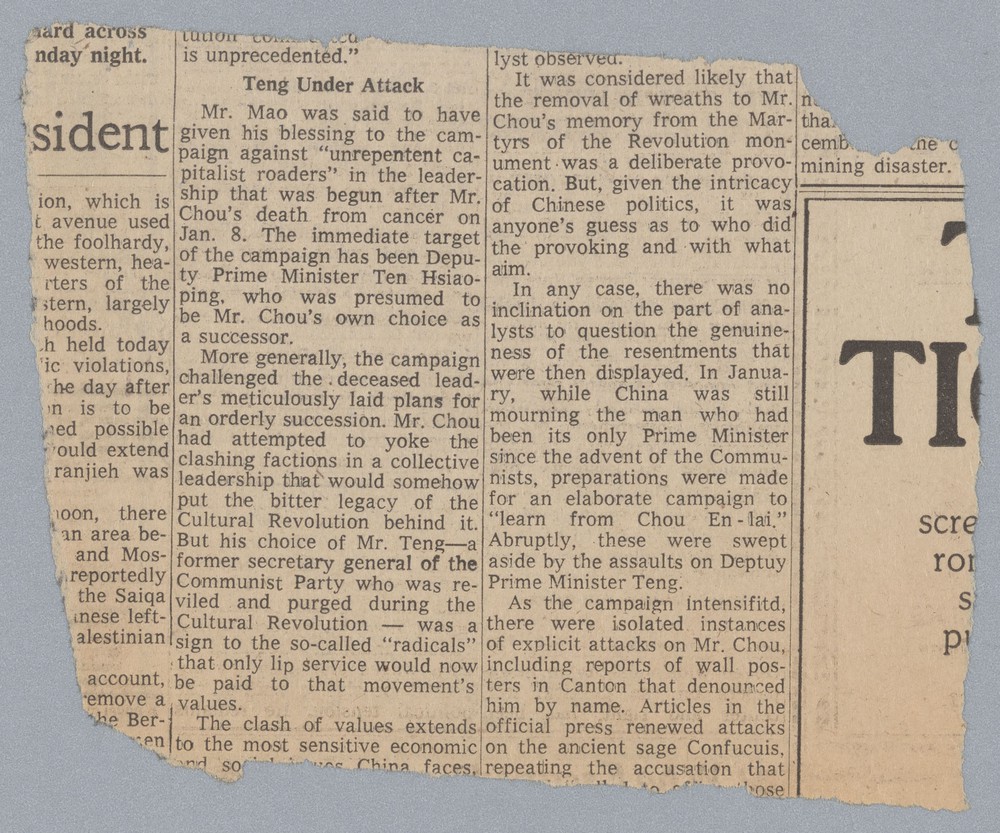 ard across
nday night.
sident
ion, which is
t avenue used
the foolhardy,
western, hea-
rters of the
stern, largely
hoods.
h held today
ic violations,
he day after
n is to be
ned possible
ould extend
ranjieh was
noon, there
an area be-
and Mos-
reportedly
the Saiqa
nese left-
alestinian
account,
remove a
the Ber-
en
tution
is unprecedented.”
Teng Under Attack
Mr. Mao was said to have
given his blessing to the cam-
paign against “unrepentent ca-
pitalist roaders” in the leader-
ship that was begun after Mr.
Chou’s death from cancer on
Jan. 8. The immediate target
of the campaign has been Depu-
ty Prime Minister Ten Hsiao-
ping, who was presumed to
be Mr. Chou’s own choice as
a successor.
More generally, the campaign
challenged the deceased lead-
er’s meticulously laid plans for
an orderly succession. Mr. Chou
had attempted to yoke the
clashing factions in a collective
leadership that would somehow
put the bitter legacy of the
Cultural Revolution behind it.
But his choice of Mr. Teng—a
former secretary general of the
Communist Party who was re-
viled and purged during the
Cultural Revolution — was a
sign to the so-called “radicals”
that only lip service would now
be paid to that movement’s
values.
The clash of values extends
to the most sensitive economic
China faces,
lyst observed.
It was considered likely that
the removal of wreaths to Mr.
Chou’s memory from the Mar-
tyrs of the Revolution mon-
ument was a deliberate provo-
cation. But, given the intricacy
of Chinese politics, it was
anyone’s guess as to who did
the provoking and with what
aim.
In any case, there was no
inclination on the part of ana-
lysts to question the genuine-
ness of the resentments that
were then displayed. In Janua-
ry, while China was still
mourning the man who had
been its only Prime Minister
since the advent of the Commu-
nists, preparations were made
for an elaborate campaign to
“learn from Chou En-lai.”
Abruptly, these were swept
aside by the assaults on Deptuy
Prime Minister Teng.
As the campaign intensifitd,
there were isolated instances
of explicit attacks on Mr. Chou,
including reports of wall pos-
ters in Canton that denounced
him by name. Articles in the
official press renewed attacks
on the ancient sage Confucuis,
repeating the accusation that
tha
cemb the c
mining disaster.
TI
scre
ror
s
pu